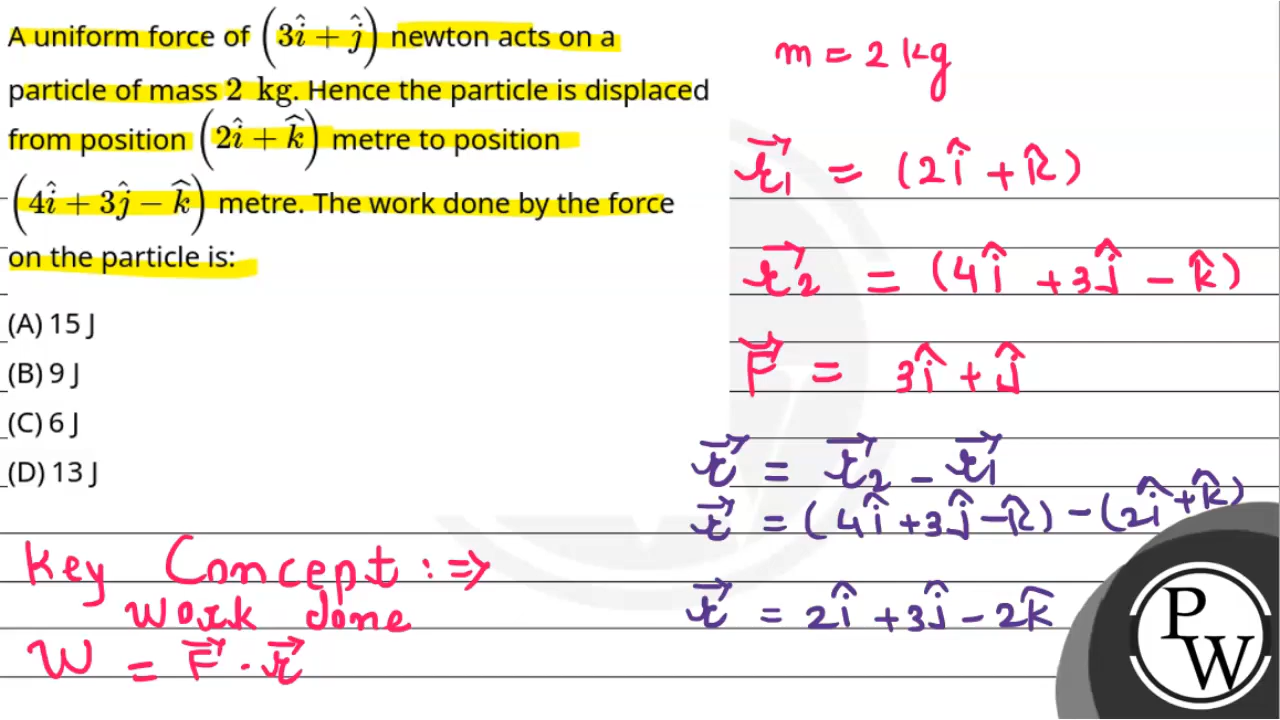 A uniform force of (3î + ĵ) newton acts on a
particle of mass 2 kg. Hence the particle is displaced
from position (2î + k̂) metre to position
(4î + 3ĵ − k̂) metre. The work done by the force
on the particle is:
(A) 15 J
(B) 9 J
(C) 6 J
(D) 13 J
Key Concept : ⇒
Work done
W = F⃗ · r⃗
m = 2 kg
r⃗1 = (2î + k̂)
r⃗2 = (4î + 3ĵ − k̂)
F⃗ = 3î + ĵ
r⃗ = r⃗2 − r⃗1
r⃗ = (4î + 3ĵ − k̂) − (2î + k̂)
r⃗ = 2î + 3ĵ − 2k̂
P
W